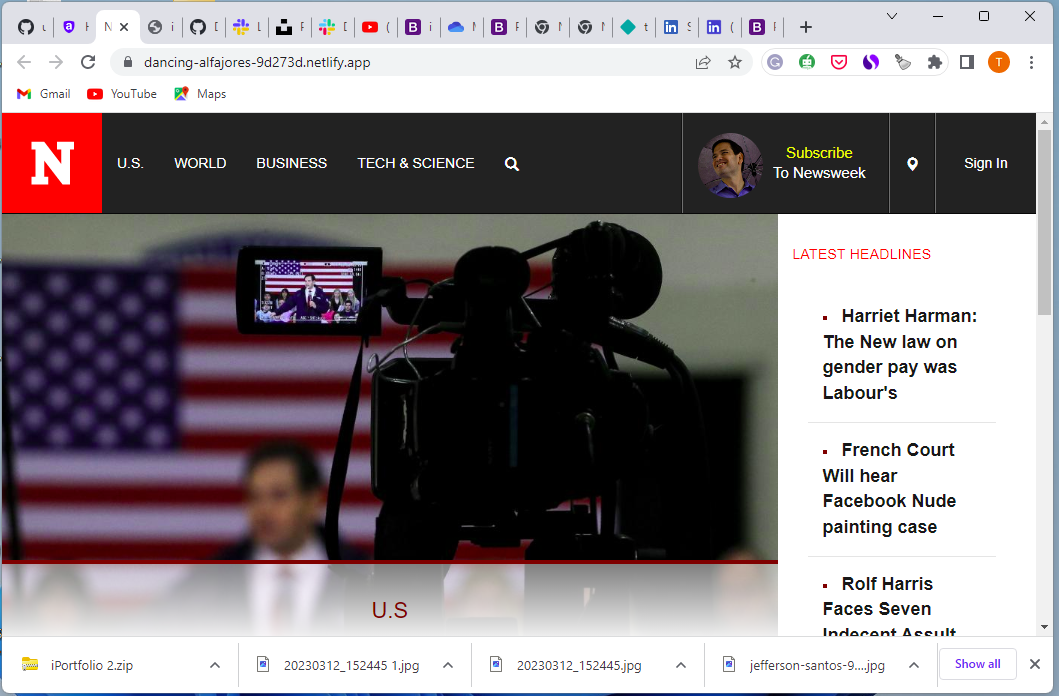 N
dancing-alfajores-9d273d.netlify.app
T
Gmail
YouTube
Maps
N
U.S.
WORLD
BUSINESS
TECH & SCIENCE
Subscribe
To Newsweek
Sign In
LATEST HEADLINES
Harriet Harman:
The New law on
gender pay was
Labour's
French Court
Will hear
Facebook Nude
painting case
Rolf Harris
Faces Seven
Indecent Assult
U.S
iPortfolio 2.zip
20230312_152445 1.jpg
20230312_152445.jpg
jefferson-santos-9....jpg
Show all